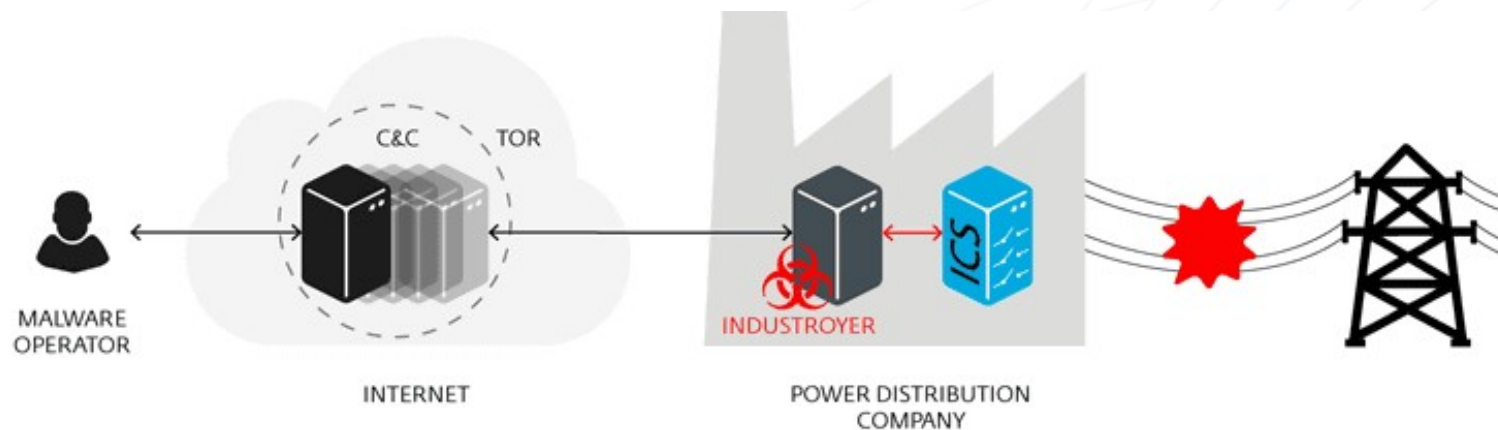 C&C
TOR
ICS
INDUSTROYER
MALWARE
OPERATOR
INTERNET
POWER DISTRIBUTION
COMPANY